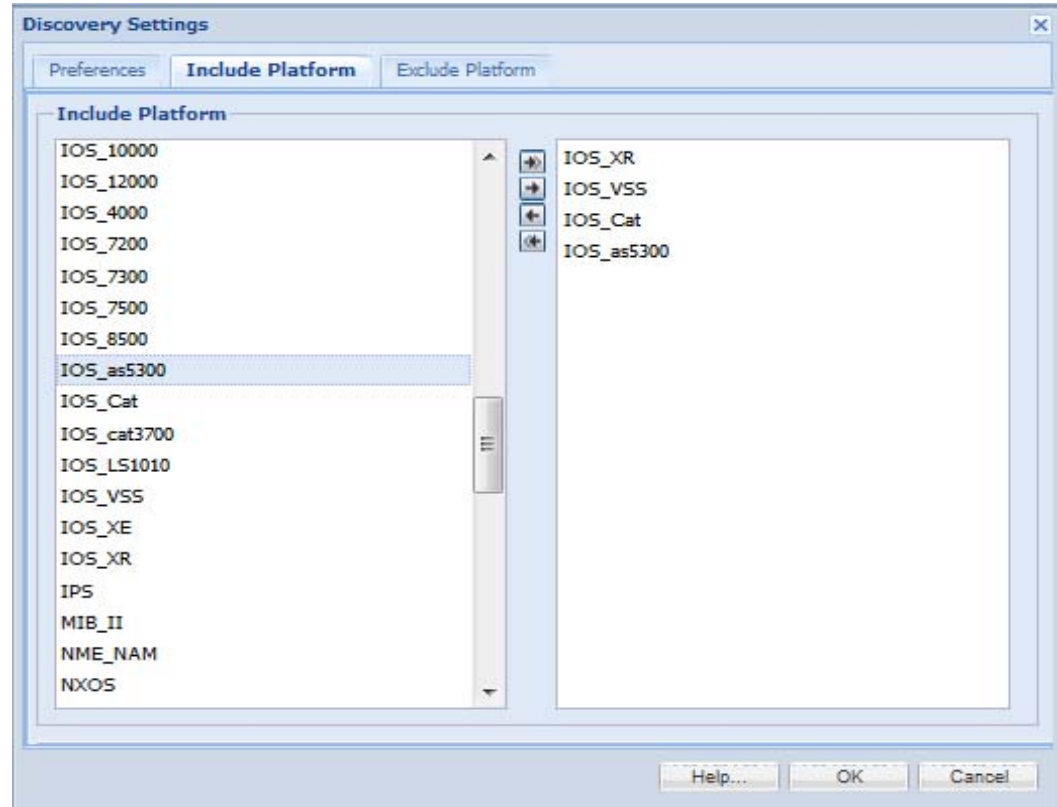 Discovery Settings
Preferences
Include Platform
Exclude Platform
Include Platform
IOS_10000
IOS_12000
IOS_4000
IOS_7200
IOS_7300
IOS_7500
IOS_8500
IOS_as5300
IOS_Cat
IOS_cat3700
IOS_LS1010
IOS_VSS
IOS_XE
IOS_XR
IPS
MIB_II
NME_NAM
NXOS
IOS_XR
IOS_VSS
IOS_Cat
IOS_as5300
Help...
OK
Cancel